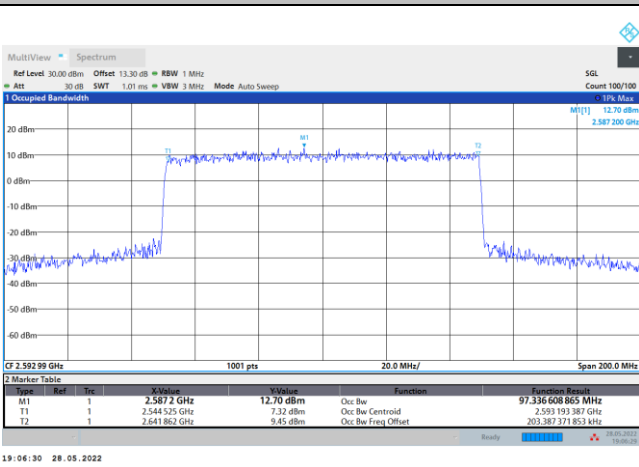 MultiView Spectrum
Ref Level 30.00 dBm Offset 13.30 dB RBW 1 MHz SGL
Att 30 dB SWT 1.01 ms VBW 3 MHz Mode Auto Sweep Count 100/100
1 Occupied Bandwidth 1Pk Max
M1[1] 12.70 dBm
2.587 200 GHz
20 dBm
M1
T1 T2
10 dBm
0 dBm
-10 dBm
-20 dBm
-30 dBm
-40 dBm
-50 dBm
-60 dBm
CF 2.592 99 GHz 1001 pts 20.0 MHz/ Span 200.0 MHz
2 Marker Table
Type Ref Trc X-Value Y-Value Function Function Result
M1 1 2.5872 GHz 12.70 dBm Occ Bw 97.336 608 865 MHz
T1 1 2.544 525 GHz 7.32 dBm Occ Bw Centroid 2.593 193 387 GHz
T2 1 2.641 862 GHz 9.45 dBm Occ Bw Freq Offset 203.387 371 853 kHz
Ready 28.05.2022
19:06:29
19:06:30 28.05.2022